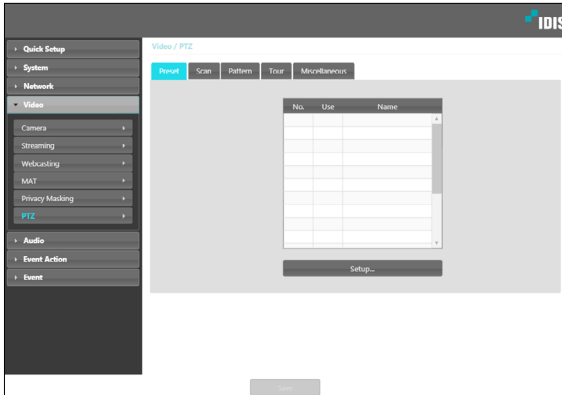 IDIS
Quick Setup
System
Network
Video
Camera
Streaming
Webcasting
MAT
Privacy Masking
PTZ
Audio
Event Action
Event
Video / PTZ
Preset Scan Pattern Tour Miscellaneous
No. Use Name
Setup...
Save